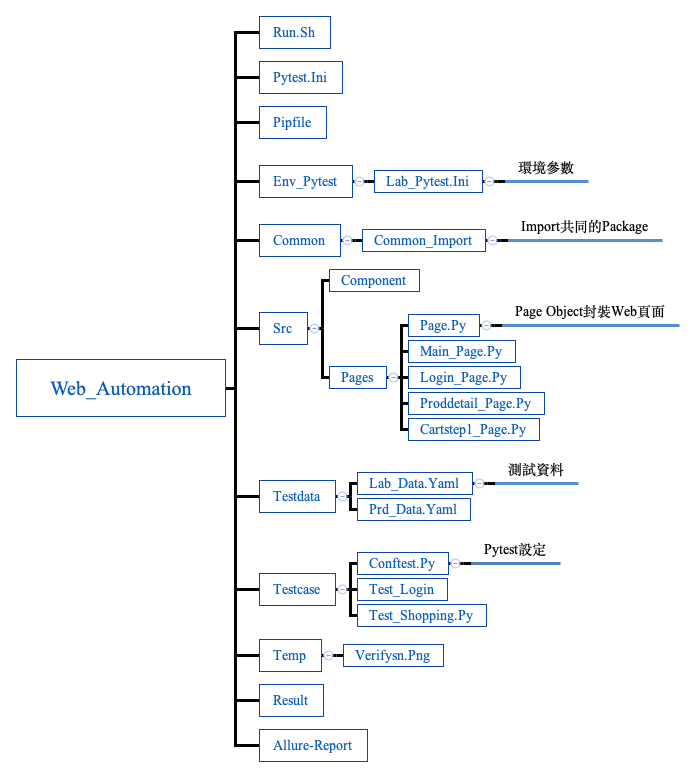 Run.Sh
Pytest.Ini
Pipfile
Env_Pytest
Lab_Pytest.Ini
環境參數
Common
Common_Import
Import共同的Package
Src
Component
Pages
Page.Py
Page Object封裝Web頁面
Main_Page.Py
Login_Page.Py
Proddetail_Page.Py
Cartstep1_Page.Py
Web_Automation
Testdata
Lab_Data.Yaml
測試資料
Prd_Data.Yaml
Testcase
Conftest.Py
Pytest設定
Test_Login
Test_Shopping.Py
Temp
Verifysn.Png
Result
Allure-Report